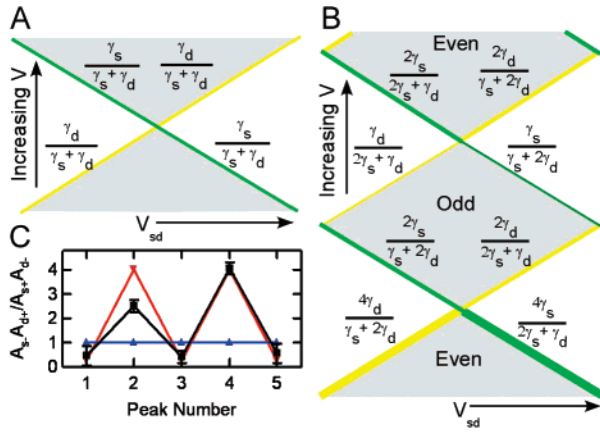 A
γs/(γs + γd)
γd/(γs + γd)
γd/(γs + γd)
γs/(γs + γd)
Increasing V
Vsd
B
Even
2γs/(2γs + γd)
2γd/(γs + 2γd)
γd/(2γs + γd)
γs/(γs + 2γd)
Increasing V
Odd
2γs/(γs + 2γd)
2γd/(2γs + γd)
4γd/(γs + 2γd)
4γs/(2γs + γd)
Even
Vsd
C
As-Ad+/As+Ad-
4
3
2
1
0
1 2 3 4 5
Peak Number